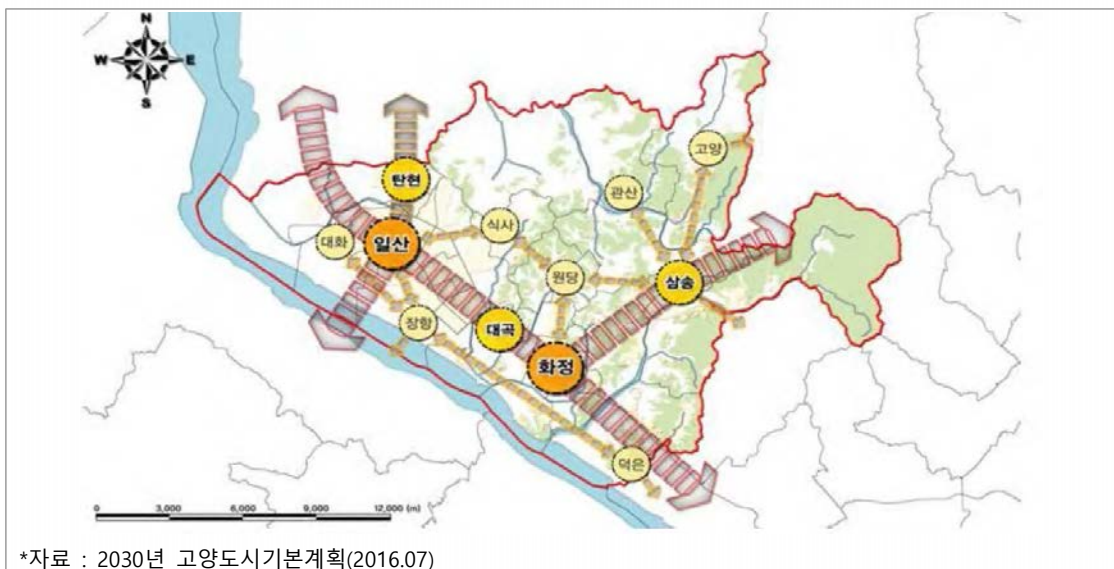 N
W E
S
고양
탄현
관산
식사
대화
일산
원당
삼송
장항
대곡
화정
덕은
0 3,000 6,000 9,000 12,000 (m)
*자료 : 2030년 고양도시기본계획(2016.07)